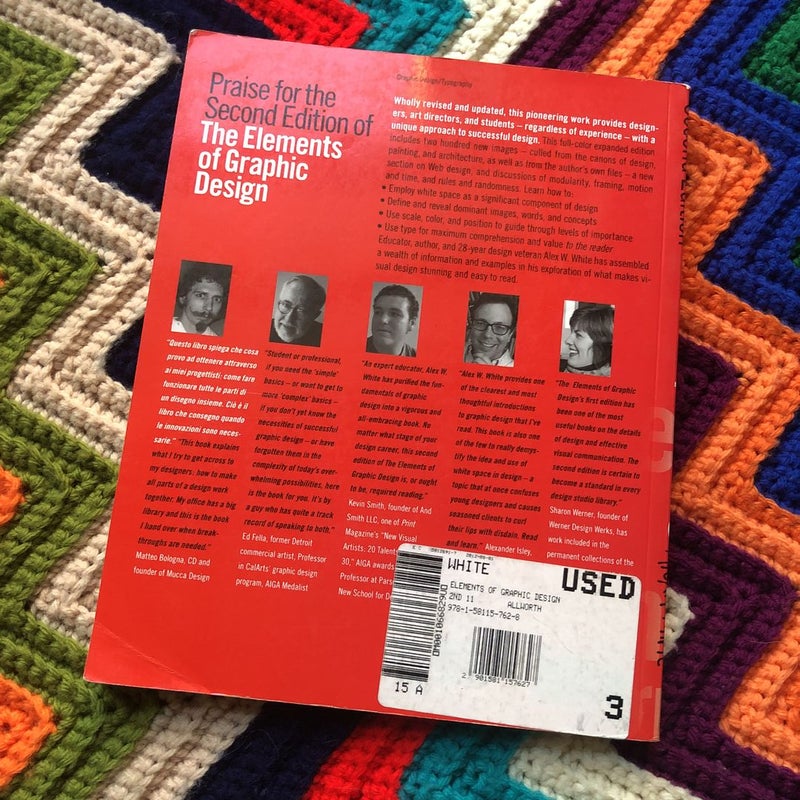 Graphic Design/Typography
Praise for the
Second Edition of
The Elements
of Graphic
Design
Wholly revised and updated, this pioneering work provides design-
ers, art directors, and students – regardless of experience – with a
unique approach to successful design. This full-color expanded edition
includes two hundred new images – culled from the canons of design,
painting, and architecture, as well as from the author's own files – a new
section on Web design, and discussions of modularity, framing, motion
and time, and rules and randomness. Learn how to:
• Employ white space as a significant component of design
• Define and reveal dominant images, words, and concepts
• Use scale, color, and position to guide through levels of importance
• Use type for maximum comprehension and value to the reader
Educator, author, and 28-year design veteran Alex W. White has assembled
a wealth of information and examples in his exploration of what makes vi-
sual design stunning and easy to read.
"Questo libro spiega che cosa
provo ad ottenere attraverso
ai miei progettisti: come fare
funzionare tutte le parti di
un disegno insieme. Ciò è il
libro che consegno quando
le innovazioni sono neces-
sarie." "This book explains
what I try to get across to
my designers: how to make
all parts of a design work
together. My office has a big
library and this is the book
I hand over when break-
throughs are needed."
Matteo Bologna, CD and
founder of Mucca Design
"Student or professional,
if you need the 'simple'
basics – or want to get to
more 'complex' basics –
if you don't yet know the
necessities of successful
graphic design – or have
forgotten them in the
complexity of today's over-
whelming possibilities, here
is the book for you. It's by
a guy who has quite a track
record of speaking to both."
Ed Fella, former Detroit
commercial artist, Professor
in CalArts' graphic design
program, AIGA Medalist
"An expert educator, Alex W.
White has purified the fun-
damentals of graphic
design into a vigorous and
all-embracing book. No
matter what stage of your
design career, this second
edition of The Elements of
Graphic Design is, or ought
to be, required reading."
Kevin Smith, founder of And
Smith LLC, one of Print
Magazine's "New Visual
Artists: 20 Talents
30," AIGA award
Professor at Pars
New School for De
"Alex W. White provides one
of the clearest and most
thoughtful introductions
to graphic design that I've
read. This book is also one
of the few to really demys-
tify the idea and use of
white space in design – a
topic that at once confuses
young designers and causes
seasoned clients to curl
their lips with disdain. Read
and learn." Alexander Isley,
"The Elements of Graphic
Design's first edition has
been one of the most
useful books on the details
of design and effective
visual communication. The
second edition is certain to
become a standard in every
design studio library."
Sharon Werner, founder of
Werner Design Werks, has
work included in the
permanent collections of the
WHITE
USED
ELEMENTS OF GRAPHIC DESIGN
2ND 11 ALLWORTH
978-1-58115-762-8
2 901581 157627
15 A
3